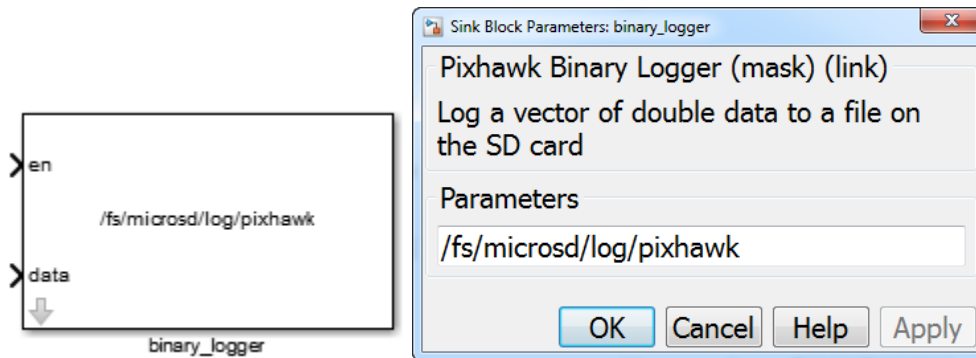 en
/fs/microsd/log/pixhawk
data
binary_logger
Sink Block Parameters: binary_logger
Pixhawk Binary Logger (mask) (link)
Log a vector of double data to a file on
the SD card
Parameters
/fs/microsd/log/pixhawk
OK Cancel Help Apply